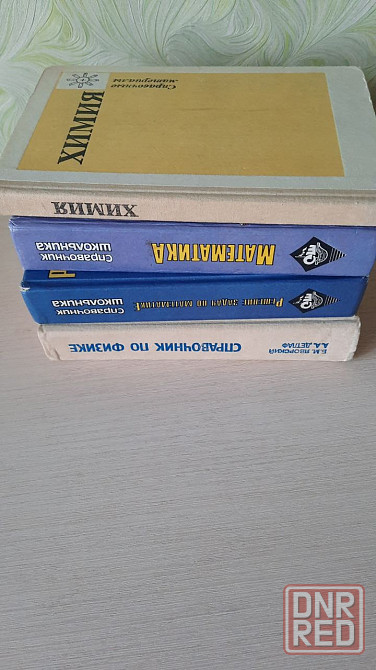 Справочные
материалы
ХИМИЯ
ХИМИЯ
СПРАВОЧНИК
ШКОЛЬНИКА
МАТЕМАТИКА
СПРАВОЧНИК
ШКОЛЬНИКА
РЕШЕНИЕ ЗАДАЧ ПО МАТЕМАТИКЕ
Б.М. ЯВОРСКИЙ
А.А. ДЕТЛАФ
СПРАВОЧНИК ПО ФИЗИКЕ
DNR
RED